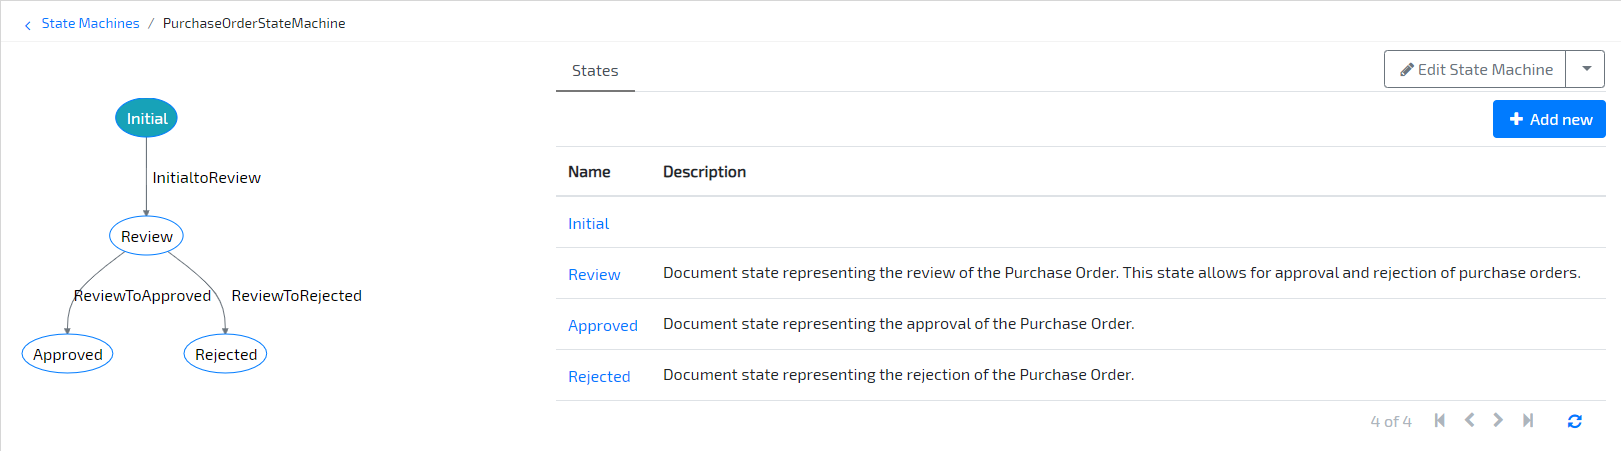 State Machines / PurchaseOrderStateMachine
Initial
InitialtoReview
Review
ReviewToApproved ReviewToRejected
Approved Rejected
States
Edit State Machine
Add new
Name Description
Initial
Review Document state representing the review of the Purchase Order. This state allows for approval and rejection of purchase orders.
Approved Document state representing the approval of the Purchase Order.
Rejected Document state representing the rejection of the Purchase Order.
4 of 4